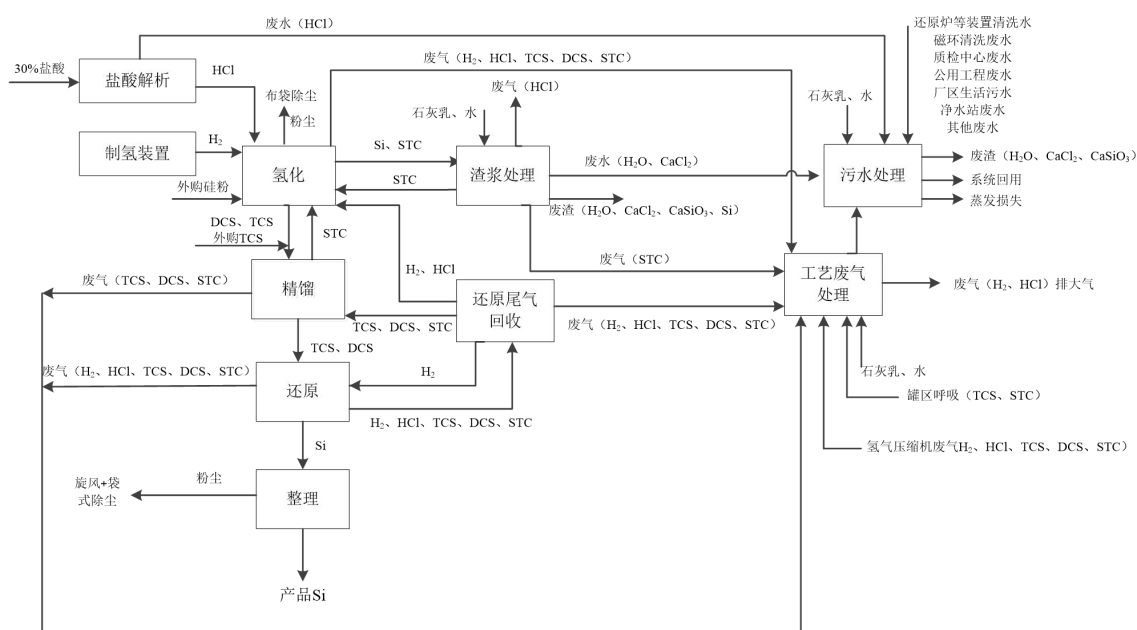 废水（HCl）
还原炉等装置清洗水
磁环清洗废水
质检中心废水
公用工程废水
厂区生活污水
净水站废水
其他废水
30%盐酸
盐酸解析
HCl
废气（H₂、HCl、TCS、DCS、STC）
布袋除尘
粉尘
废气（HCl）
石灰乳、水
石灰乳、水
制氢装置
H₂
氢化
Si、STC
STC
渣浆处理
废水（H₂O、CaCl₂）
污水处理
废渣（H₂O、CaCl₂、CaSiO₃）
系统回用
蒸发损失
外购硅粉
废渣（H₂O、CaCl₂、CaSiO₃、Si）
DCS、TCS
外购TCS
STC
废气（STC）
H₂、HCl
废气（TCS、DCS、STC）
精馏
还原尾气
回收
工艺废气
处理
废气（H₂、HCl）排大气
TCS、DCS、STC
废气（H₂、HCl、TCS、DCS、STC）
TCS、DCS
废气（H₂、HCl、TCS、DCS、STC）
还原
H₂
石灰乳、水
罐区呼吸（TCS、STC）
H₂、HCl、TCS、DCS、STC
Si
氢气压缩机废气H₂、HCl、TCS、DCS、STC）
旋风+袋
式除尘
粉尘
整理
产品Si